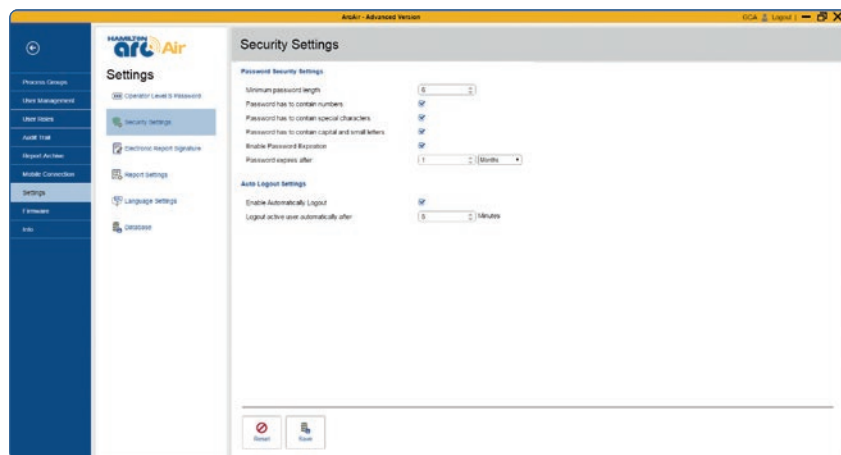 ArcAir - Advanced Version
GCA Logout |
HAMILTON
arc Air
Security Settings
Settings
Password Security Settings
Process Groups
User Management
User Roles
Audit Trail
Report Archive
Mobile Connection
Settings
Firmware
Info
Operator Level S Password
Security Settings
Electronic Report Signature
Report Settings
Language Settings
Database
Minimum password length 6
Password has to contain numbers
Password has to contain special characters
Password has to contain capital and small letters
Enable Password Expiration
Password expires after 1 Months
Auto Logout Settings
Enable Automatically Logout
Logout active user automatically after 5 Minutes
Reset
Save